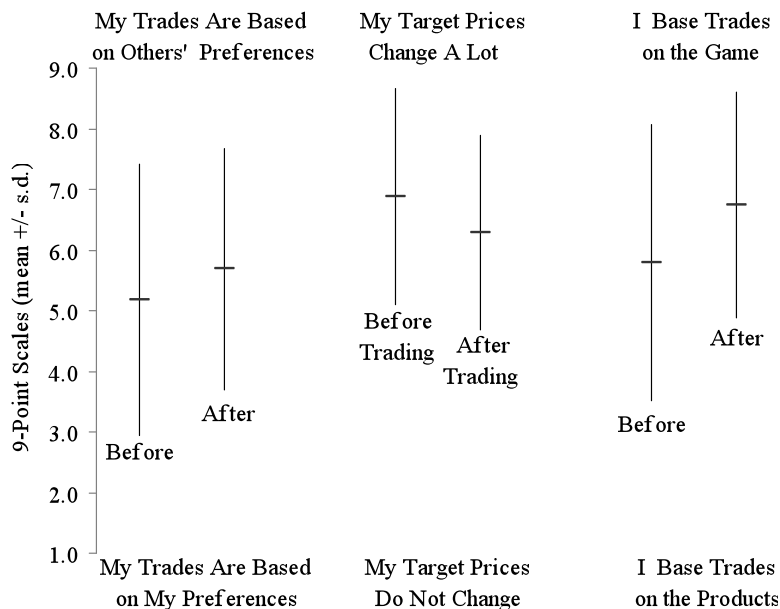 My Trades Are Based
on Others' Preferences
My Target Prices
Change A Lot
I Base Trades
on the Game
9-Point Scales (mean +/- s.d.)
9.0
8.0
7.0
6.0
5.0
4.0
3.0
2.0
1.0
Before
After
Before
Trading
After
Trading
Before
After
My Trades Are Based
on My Preferences
My Target Prices
Do Not Change
I Base Trades
on the Products